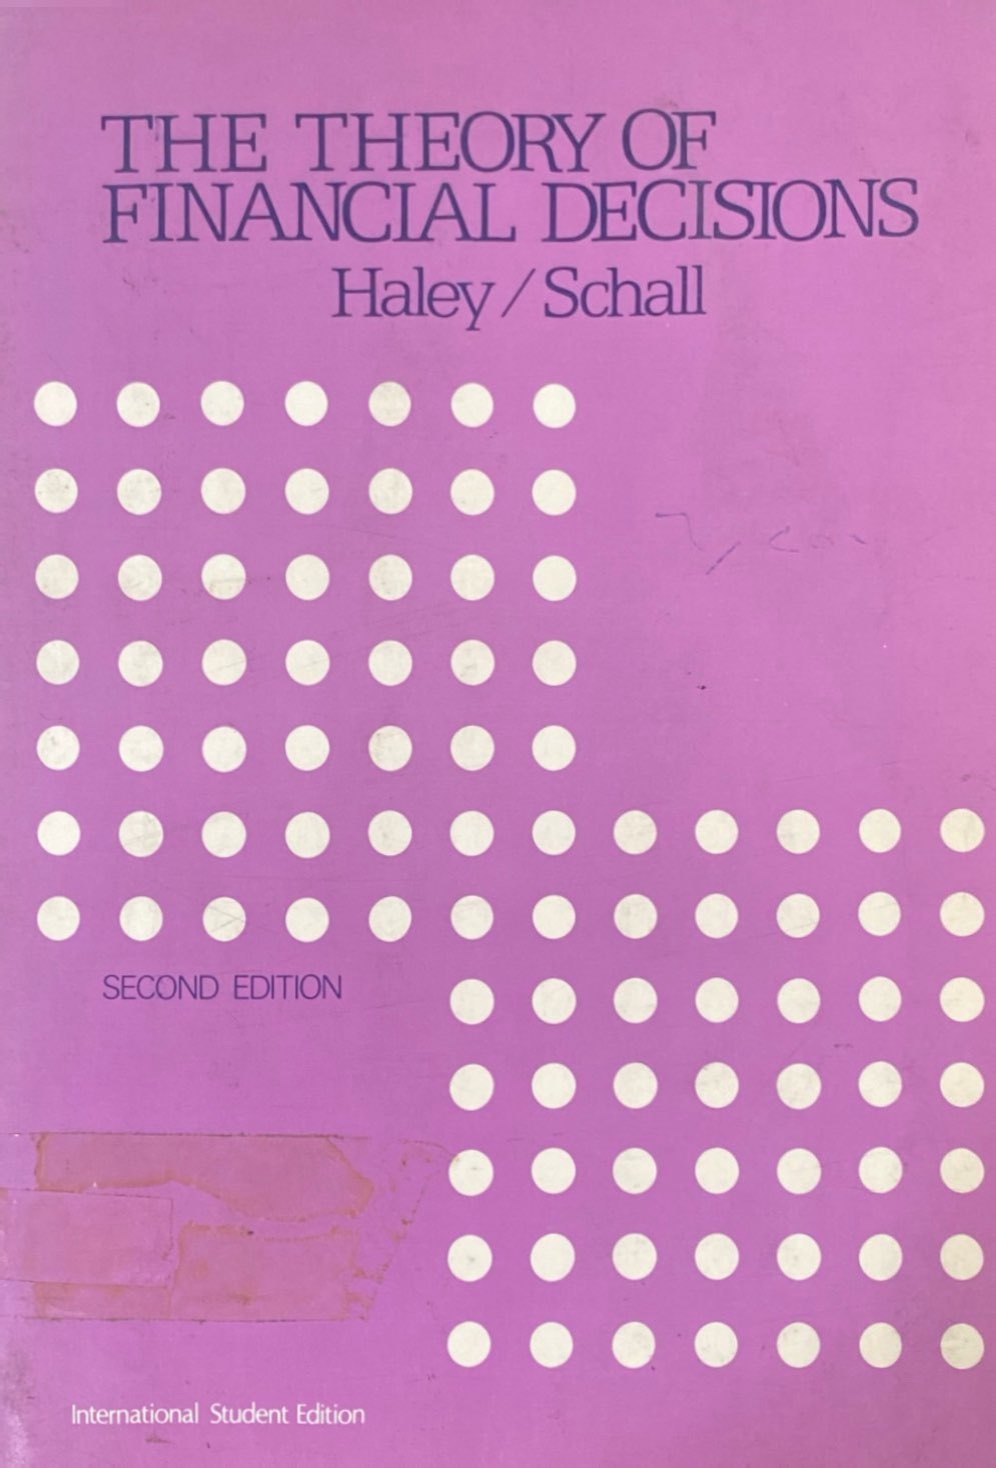 THE THEORY OF
FINANCIAL DECISIONS
Haley/Schall
SECOND EDITION
International Student Edition